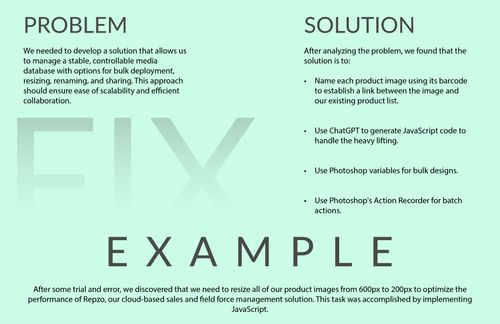 PROBLEM
We needed to develop a solution that allows us
to manage a stable, controllable media
database with options for bulk deployment,
resizing, renaming, and sharing. This approach
should ensure ease of scalability and efficient
collaboration.
FIX
SOLUTION
After analyzing the problem, we found that the
solution is to:
• Name each product image using its barcode
to establish a link between the image and
our existing product list.
• Use ChatGPT to generate JavaScript code to
handle the heavy lifting.
• Use Photoshop variables for bulk designs.
• Use Photoshop's Action Recorder for batch
actions.
EXAMPLE
After some trial and error, we discovered that we need to resize all of our product images from 600px to 200px to optimize the
performance of Repzo, our cloud-based sales and field force management solution. This task was accomplished by implementing
JavaScript.